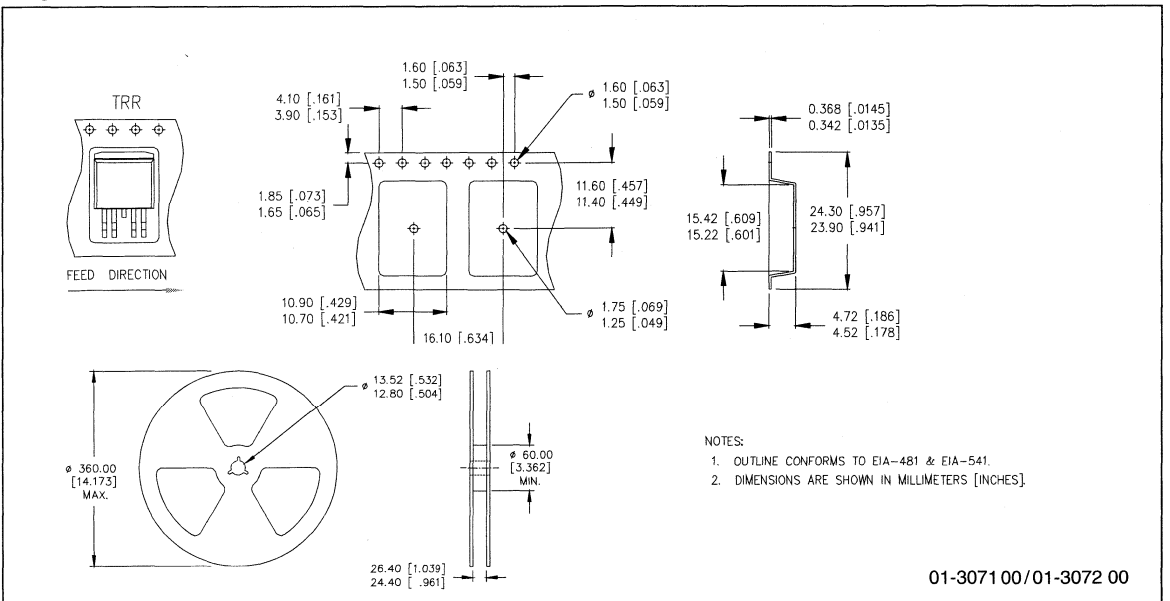 TRR
FEED DIRECTION
1.60 [.063]
1.50 [.059]
4.10 [.161]
3.90 [.153]
ø 1.60 [.063]
1.50 [.059]
1.85 [.073]
1.65 [.065]
11.60 [.457]
11.40 [.449]
10.90 [.429]
10.70 [.421]
16.10 [.634]
ø 1.75 [.069]
1.25 [.049]
0.368 [.0145]
0.342 [.0135]
15.42 [.609]
15.22 [.601]
24.30 [.957]
23.90 [.941]
4.72 [.186]
4.52 [.178]
ø 360.00
[14.173]
MAX.
ø 13.52 [.532]
12.80 [.504]
ø 60.00
[3.362]
MIN.
26.40 [1.039]
24.40 [ .961]
NOTES:
1. OUTLINE CONFORMS TO EIA-481 & EIA-541.
2. DIMENSIONS ARE SHOWN IN MILLIMETERS [INCHES].
01-3071 00/01-3072 00